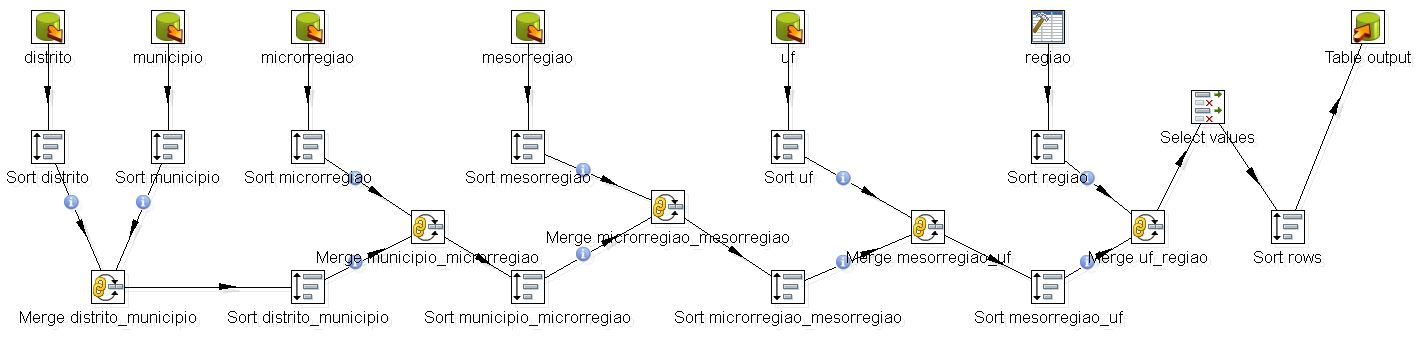 distrito
municipio
microrregiao
mesorregiao
uf
regiao
Table output
Select values
Sort distrito
Sort municipio
Sort microrregiao
Sort mesorregiao
Sort uf
Sort regiao
Merge municipio_microrregiao
Merge microrregiao_mesorregiao
Merge mesorregiao_uf
Merge uf_regiao
Sort rows
Merge distrito_municipio
Sort distrito_municipio
Sort municipio_microrregiao
Sort microrregiao_mesorregiao
Sort mesorregiao_uf